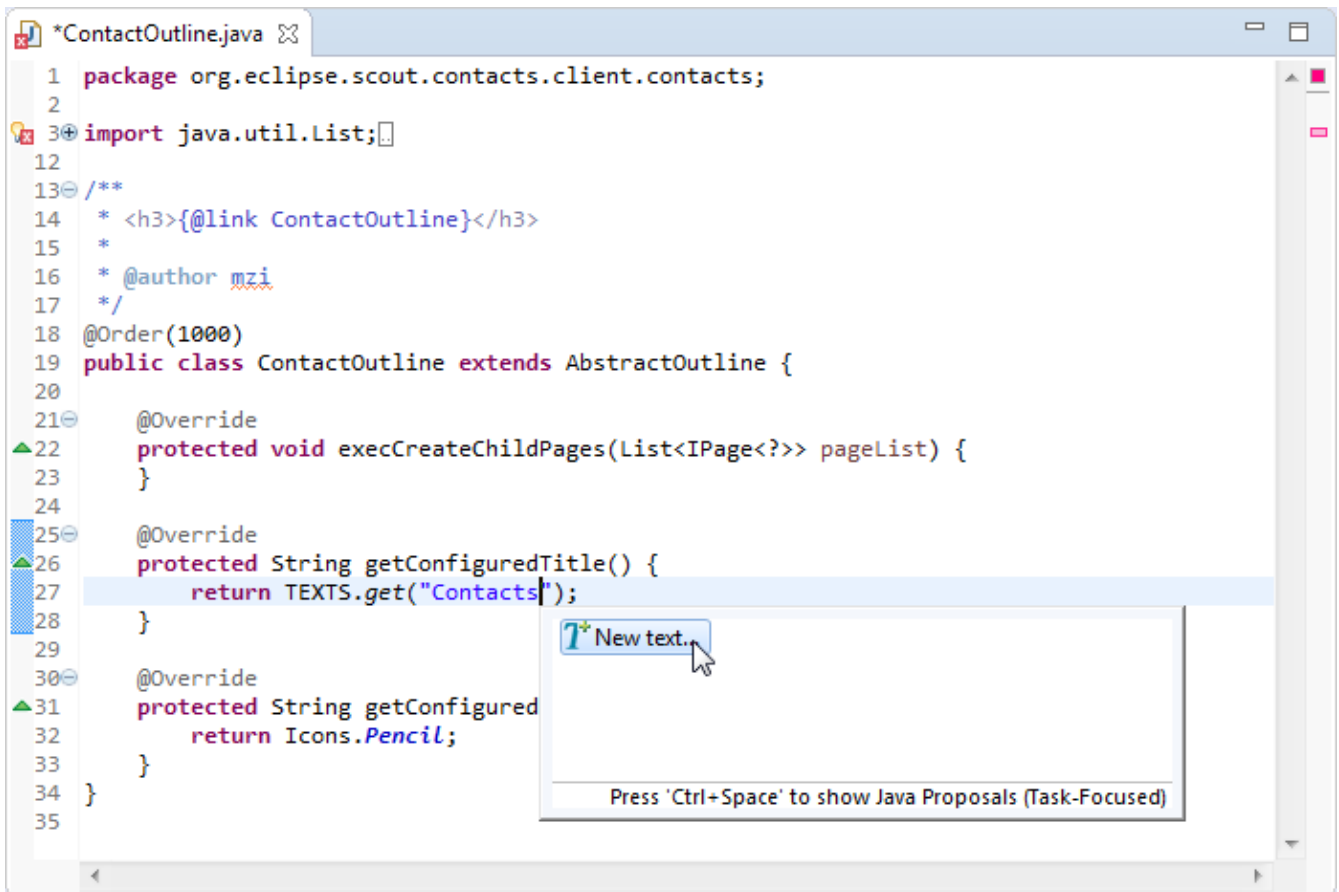 *ContactOutline.java
1 package org.eclipse.scout.contacts.client.contacts;
2
3 import java.util.List;
12
13 /**
14  * <h3>{@link ContactOutline}</h3>
15  *
16  * @author mzi
17  */
18 @Order(1000)
19 public class ContactOutline extends AbstractOutline {
20
21     @Override
22     protected void execCreateChildPages(List<IPage<?>> pageList) {
23     }
24
25     @Override
26     protected String getConfiguredTitle() {
27         return TEXTS.get("Contacts");
28     }
New text...
29
30     @Override
31     protected String getConfigured
32         return Icons.Pencil;
33     }
34 }
Press 'Ctrl+Space' to show Java Proposals (Task-Focused)
35